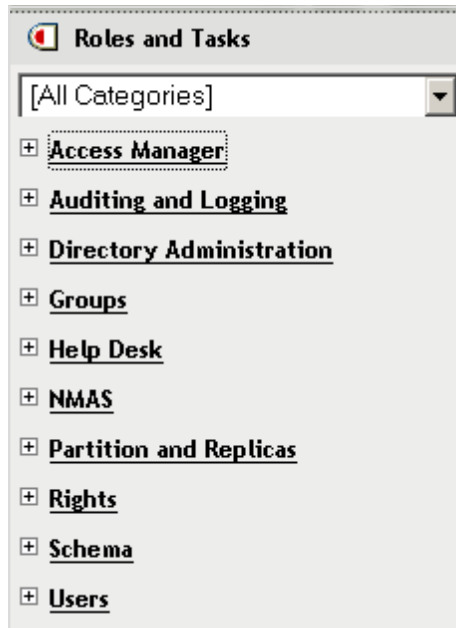 Roles and Tasks
[All Categories]
Access Manager
Auditing and Logging
Directory Administration
Groups
Help Desk
NMAS
Partition and Replicas
Rights
Schema
Users